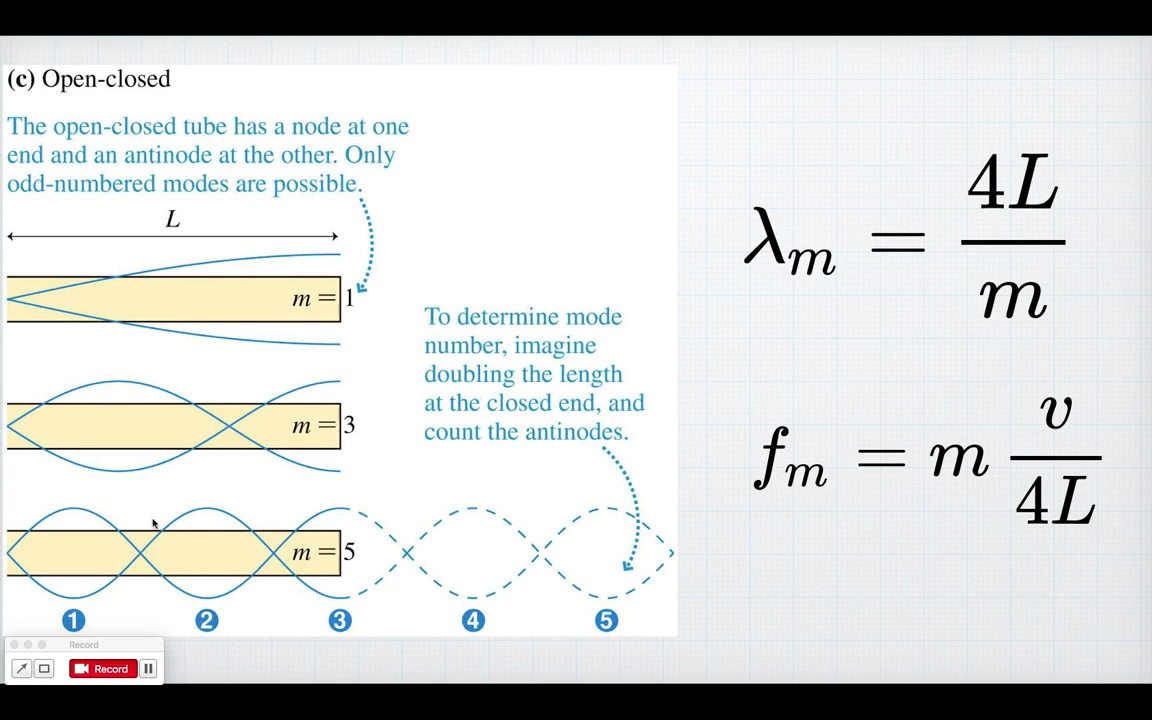 (c) Open-closed
The open-closed tube has a node at one
end and an antinode at the other. Only
odd-numbered modes are possible.
L
m = 1
To determine mode
number, imagine
doubling the length
at the closed end, and
count the antinodes.
m = 3
m = 5
1 2 3 4 5
λₘ = 4L/m
fₘ = m v/4L
Record
Record